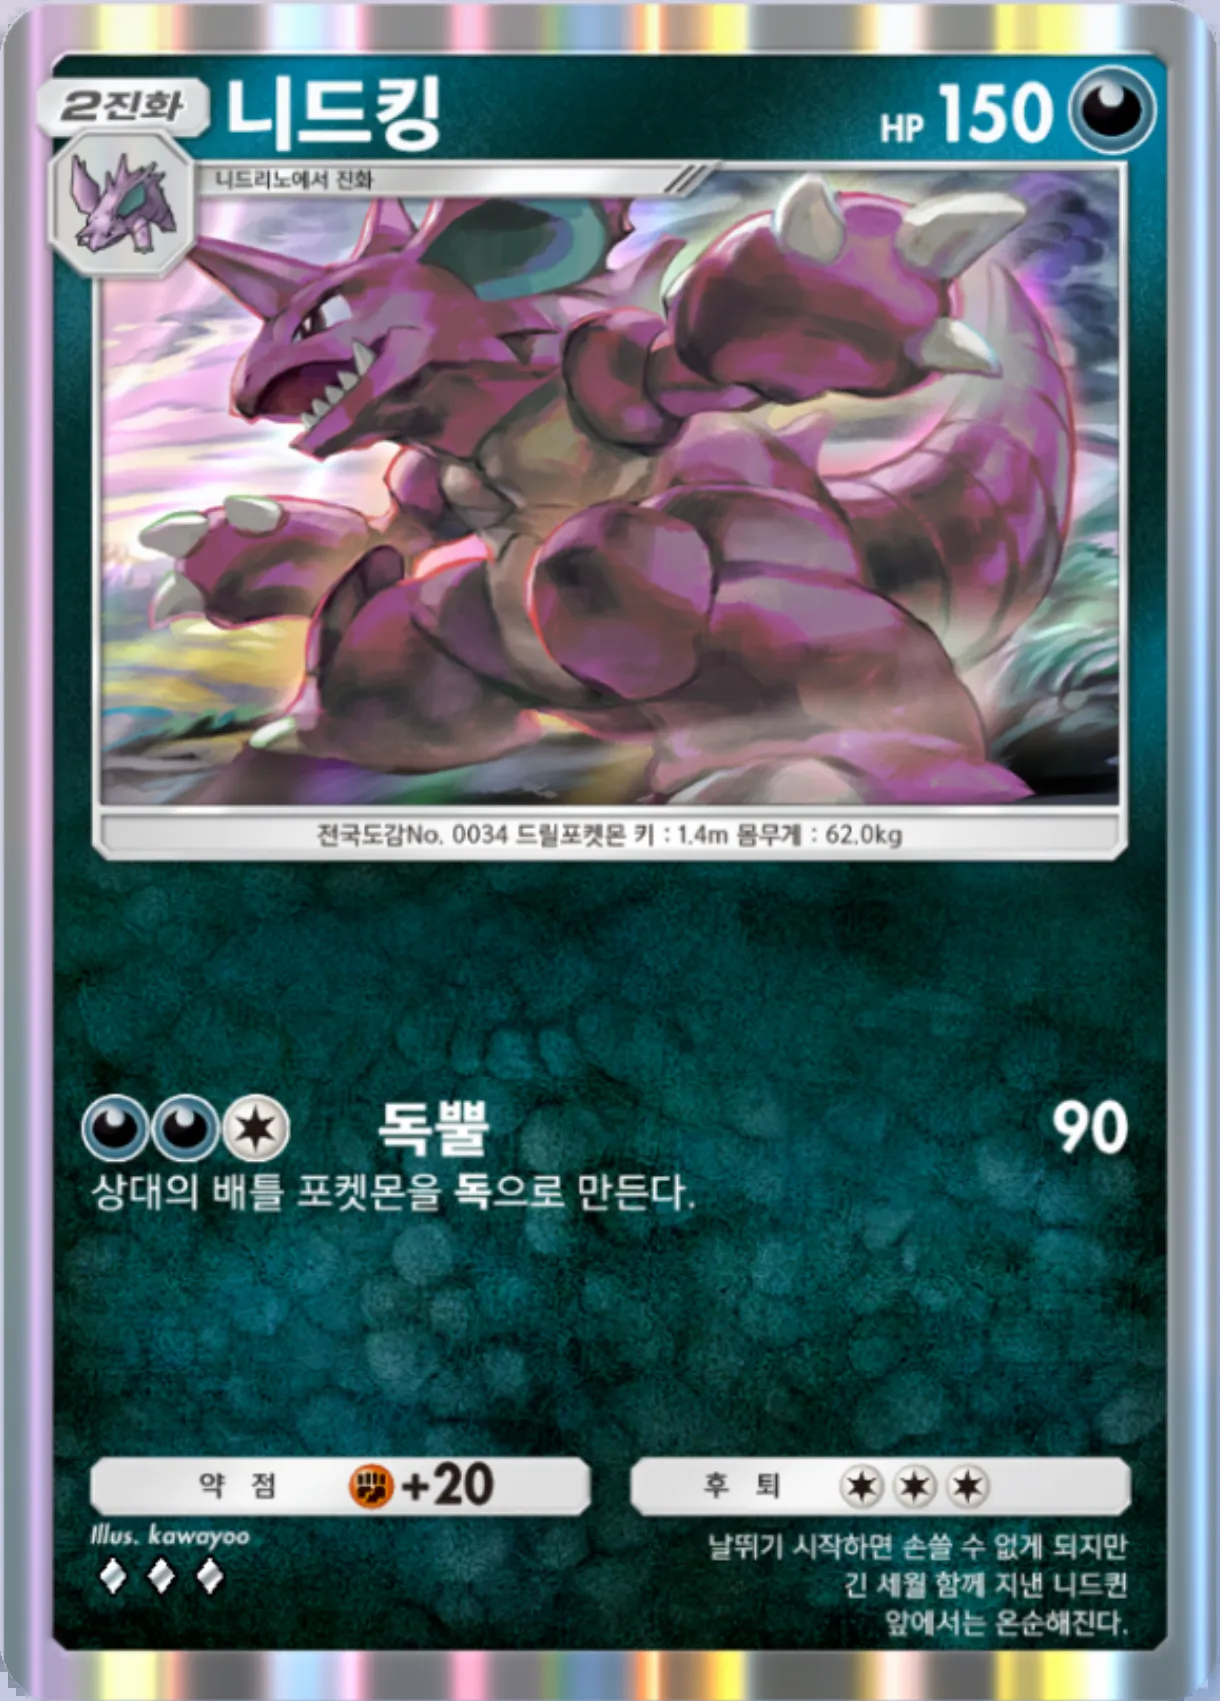 2진화 니드킹 HP 150
니드리노에서 진화
전국도감No. 0034 드릴포켓몬 키 : 1.4m 몸무게 : 62.0kg
독뿔 90
상대의 배틀 포켓몬을 독으로 만든다.
약점 +20 후퇴
Illus. kawayoo
날뛰기 시작하면 손쓸 수 없게 되지만
긴 세월 함께 지낸 니드퀸
앞에서는 온순해진다.